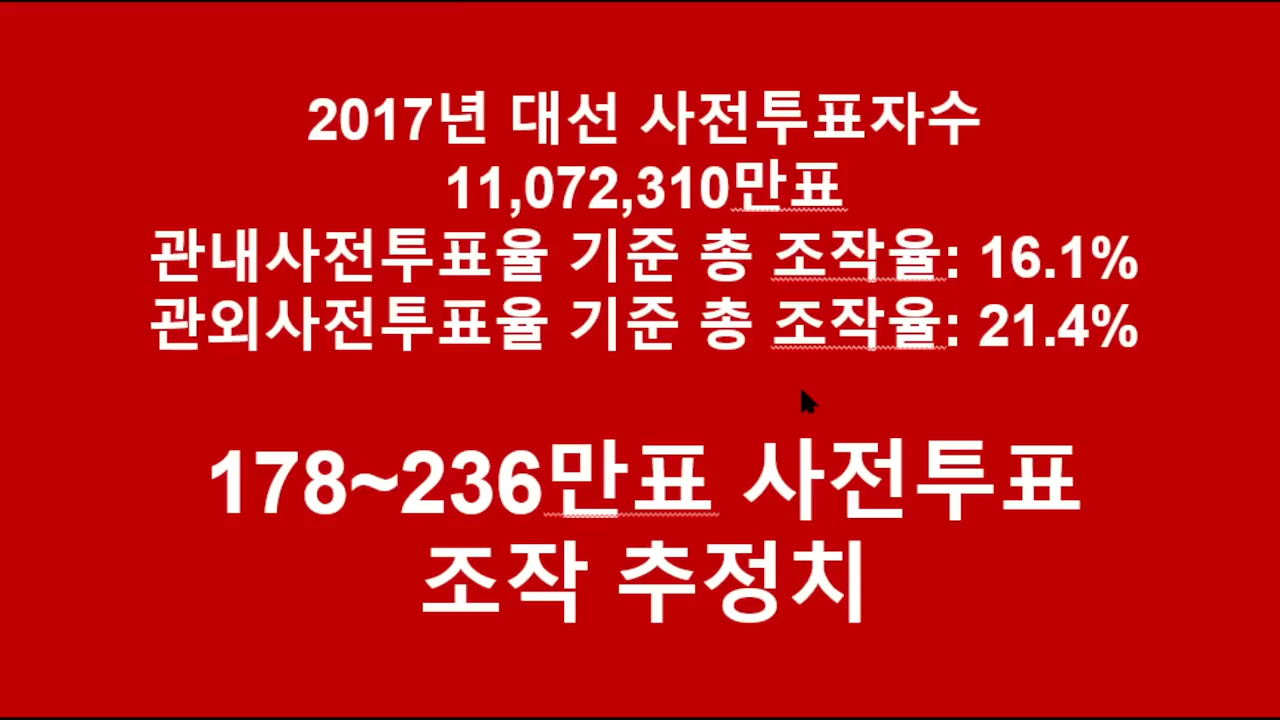 2017년 대선 사전투표자수
11,072,310만표
관내사전투표율 기준 총 조작율: 16.1%
관외사전투표율 기준 총 조작율: 21.4%
178~236만표 사전투표
조작 추정치